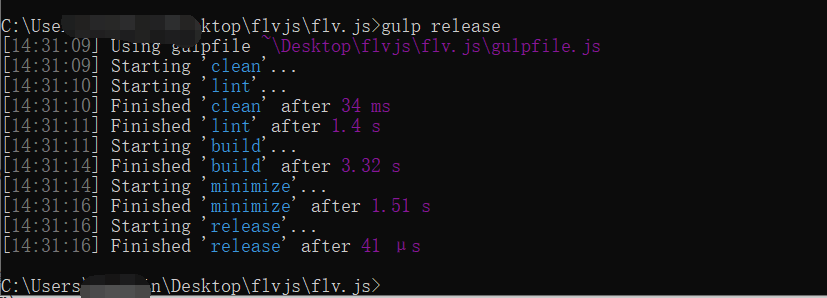 C:\Use ktop\flvjs\flv.js>gulp release
[14:31:09] Using gulpfile ~\Desktop\flvjs\flv.js\gulpfile.js
[14:31:09] Starting 'clean'...
[14:31:10] Starting 'lint'...
[14:31:10] Finished 'clean' after 34 ms
[14:31:11] Finished 'lint' after 1.4 s
[14:31:11] Starting 'build'...
[14:31:14] Finished 'build' after 3.32 s
[14:31:14] Starting 'minimize'...
[14:31:16] Finished 'minimize' after 1.51 s
[14:31:16] Starting 'release'...
[14:31:16] Finished 'release' after 41 μs
C:\Users\ n\Desktop\flvjs\flv.js>